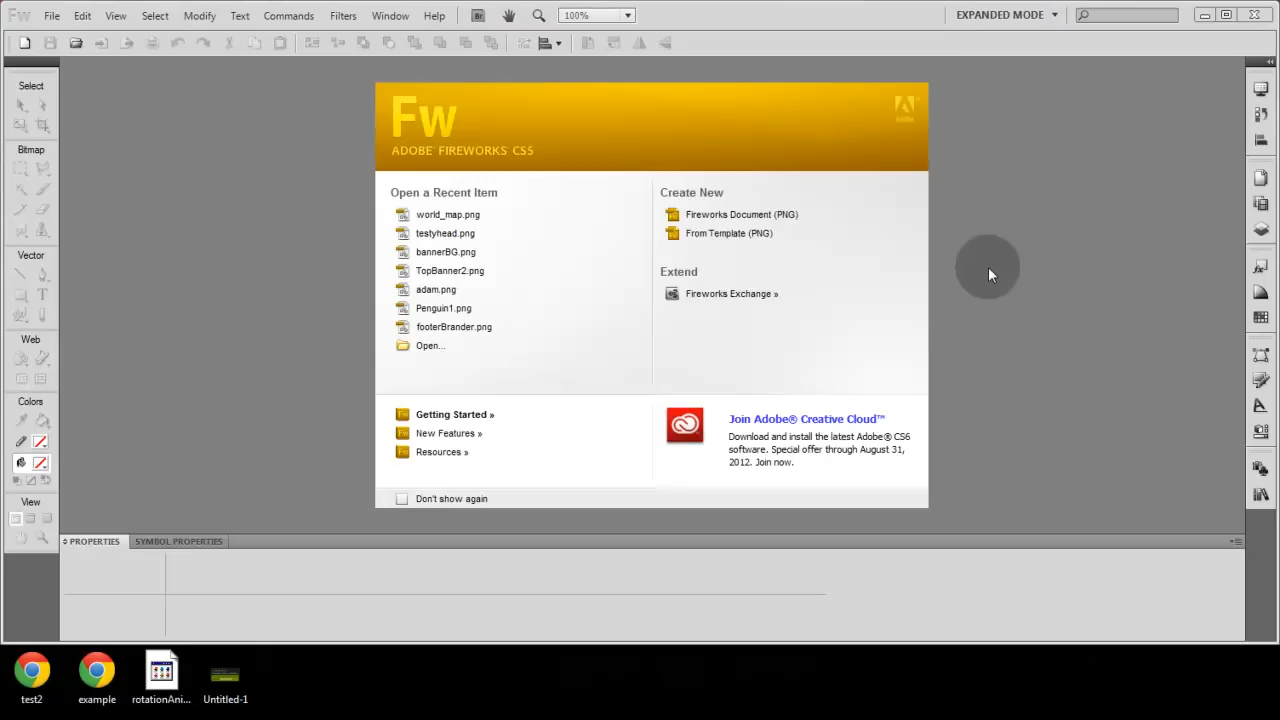 Fw File Edit View Select Modify Text Commands Filters Window Help Br 100% EXPANDED MODE
Select
Bitmap
Vector
T
Web
Colors
View
Fw
ADOBE® FIREWORKS® CS5
Adobe
Open a Recent Item
world_map.png
testyhead.png
bannerBG.png
TopBanner2.png
adam.png
Penguin1.png
footerBrander.png
Open...
Create New
Fireworks Document (PNG)
From Template (PNG)
Extend
Fireworks Exchange »
Getting Started »
New Features »
Resources »
Join Adobe® Creative Cloud™
Download and install the latest Adobe® CS6
software. Special offer through August 31,
2012. Join now.
Don't show again
PROPERTIES SYMBOL PROPERTIES
test2 example rotationAni... Untitled-1